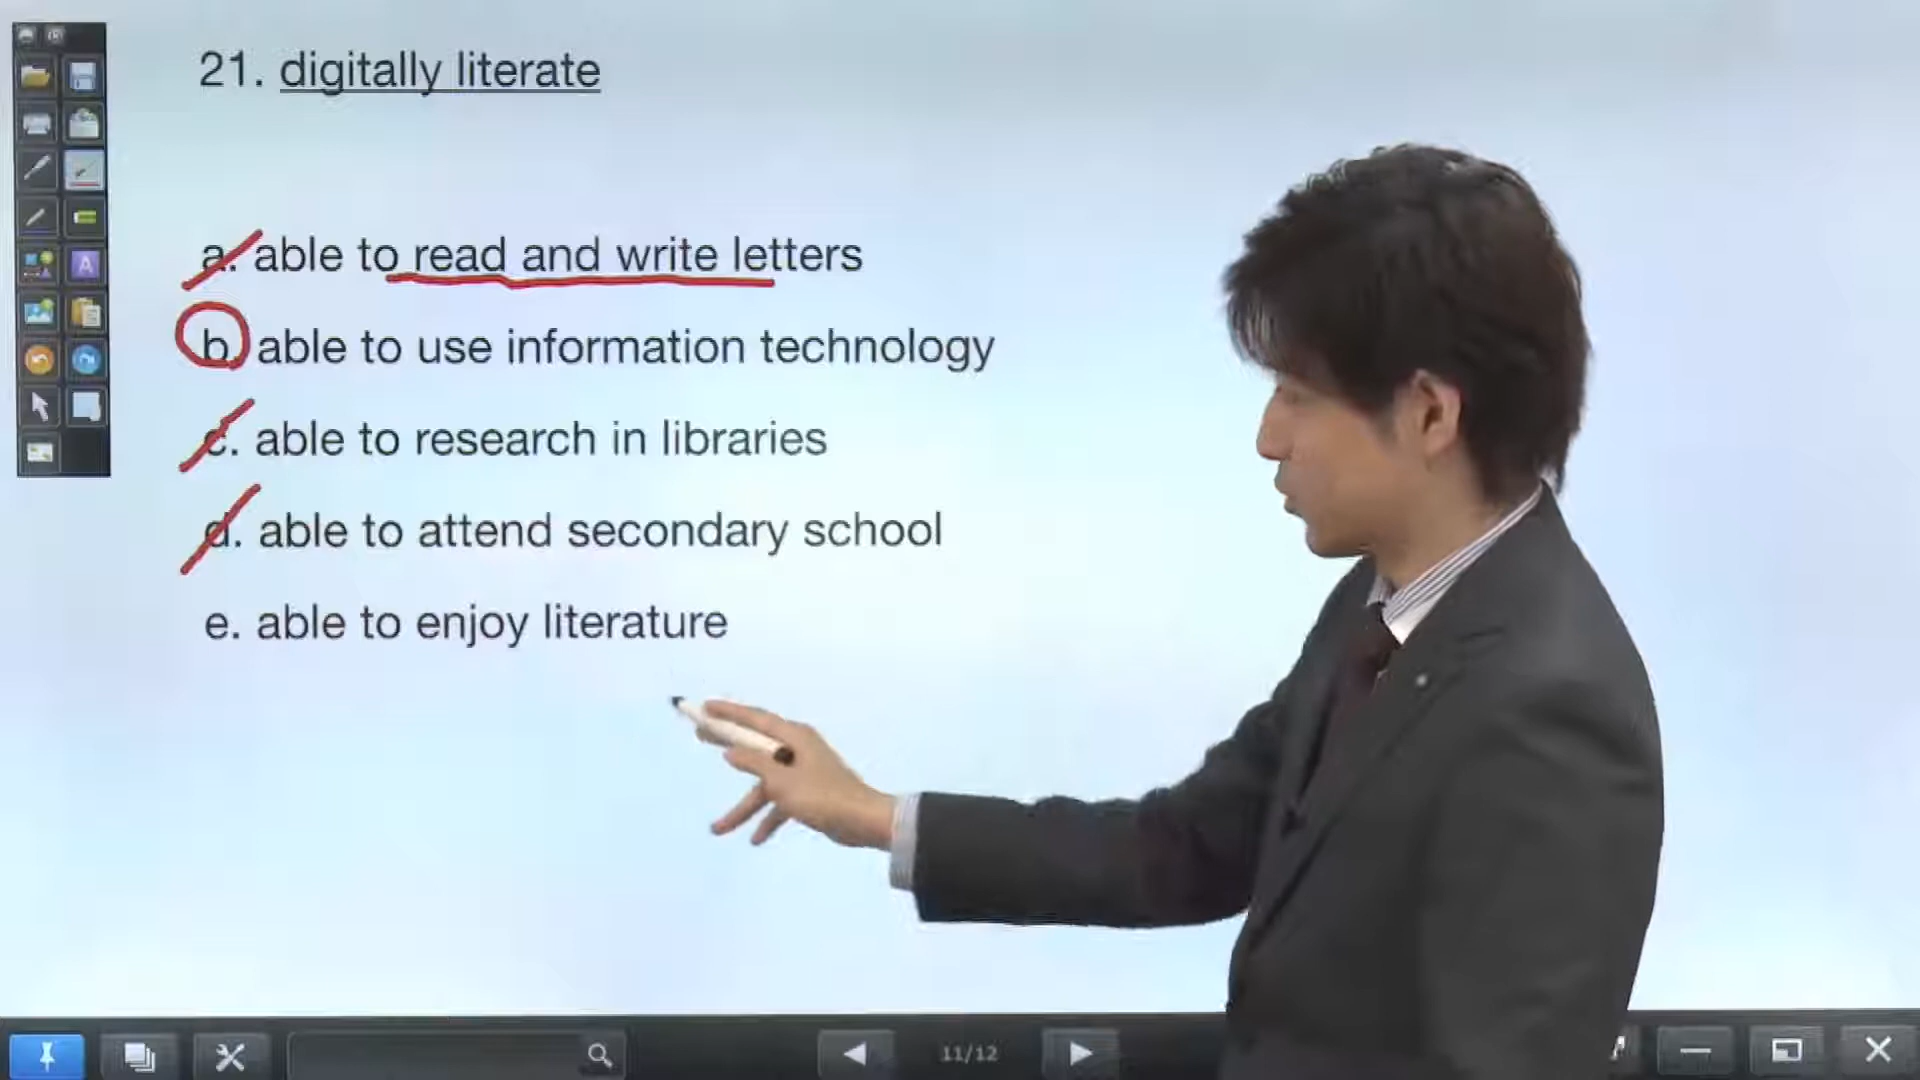 21. digitally literate
a. able to read and write letters
b. able to use information technology
c. able to research in libraries
d. able to attend secondary school
e. able to enjoy literature
11/12